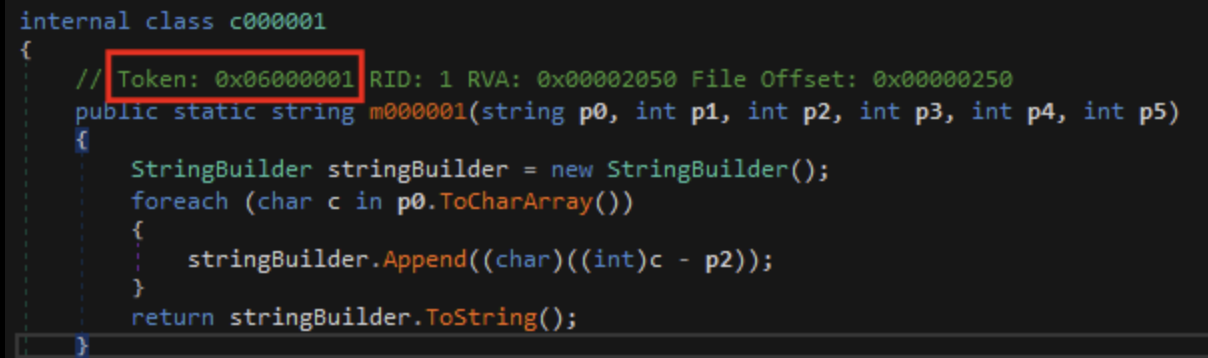 internal class c000001
{
// Token: 0x06000001 RID: 1 RVA: 0x00002050 File Offset: 0x00000250
public static string m000001(string p0, int p1, int p2, int p3, int p4, int p5)
{
StringBuilder stringBuilder = new StringBuilder();
foreach (char c in p0.ToCharArray())
{
stringBuilder.Append((char)((int)c - p2));
}
return stringBuilder.ToString();
}